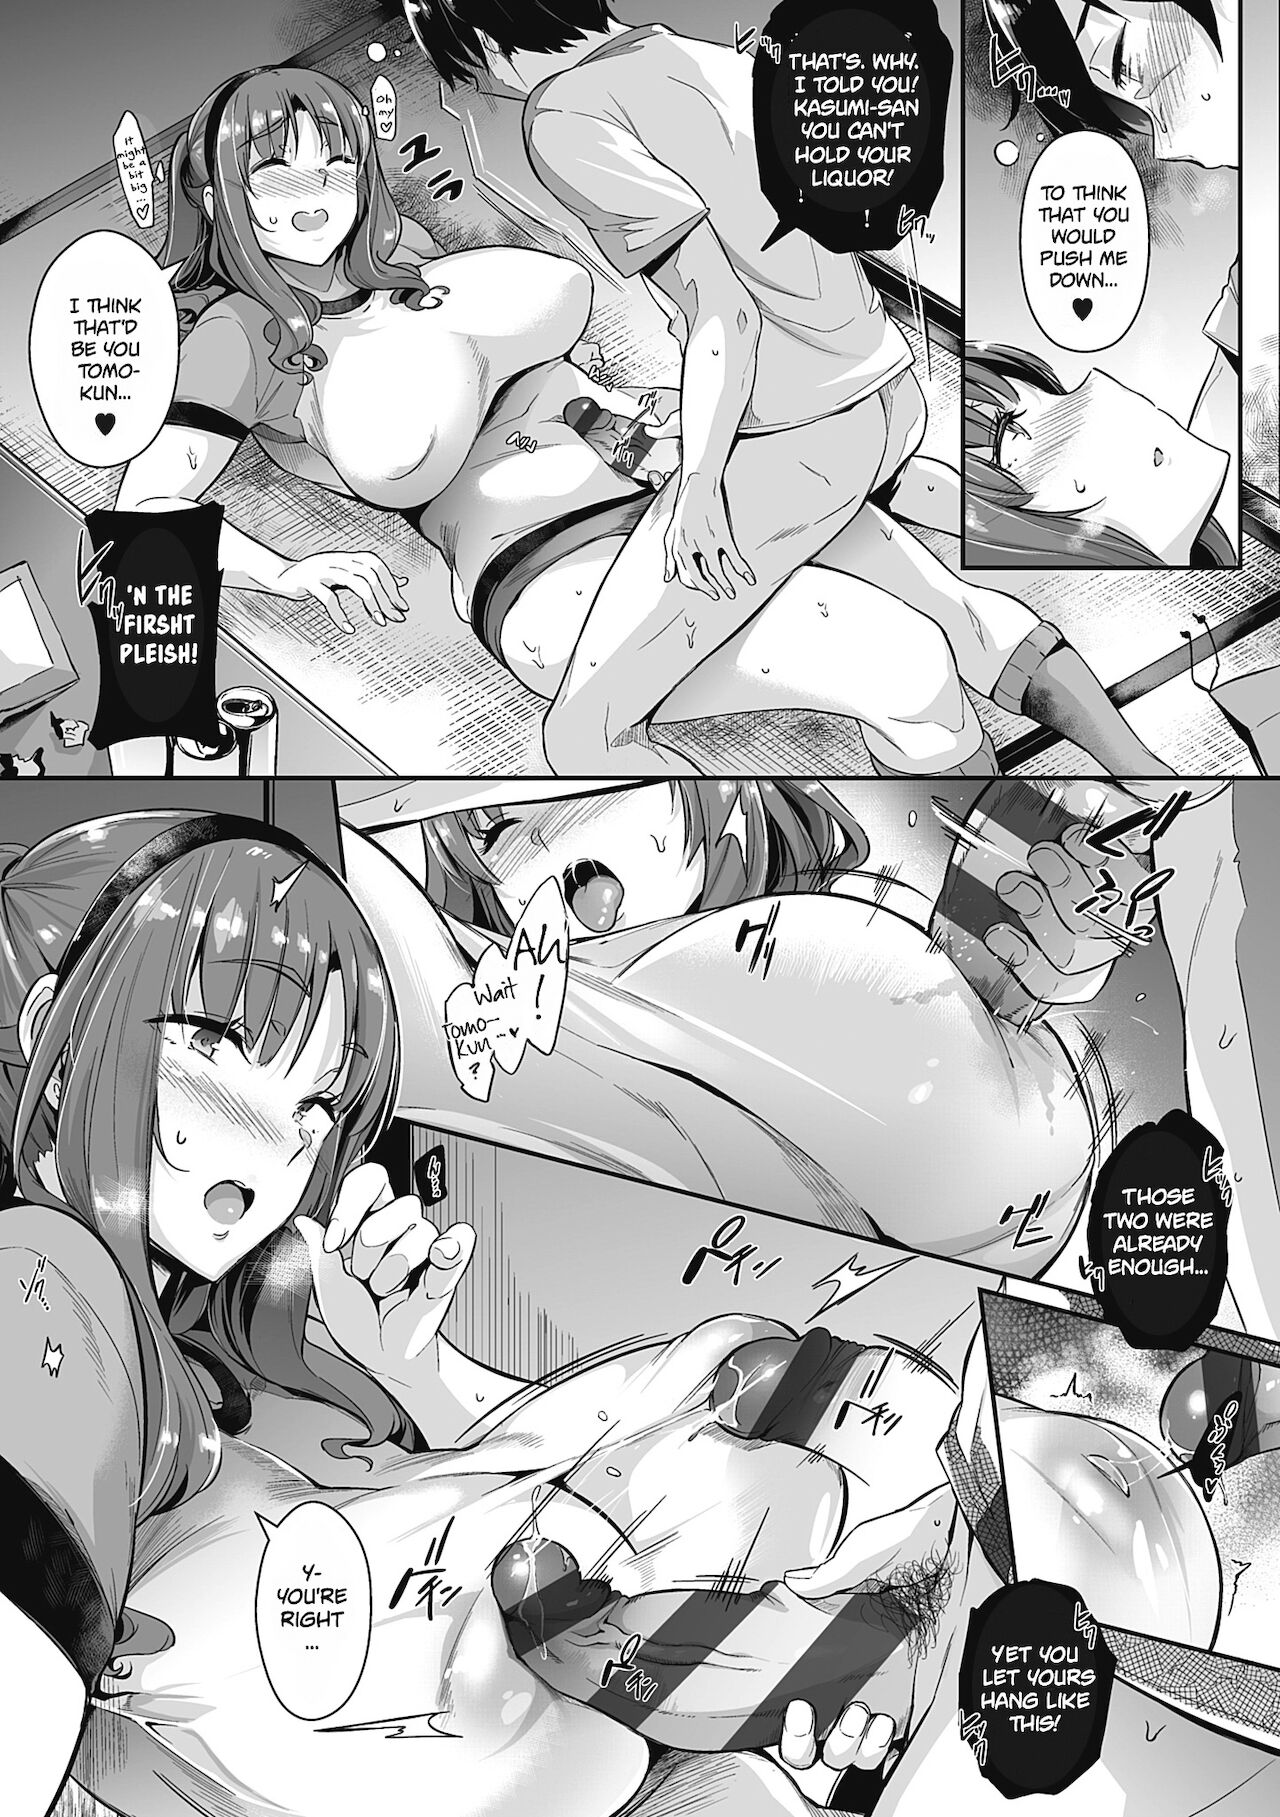 TO THINK
THAT YOU
WOULD
PUSH ME
DOWN...
♥
THAT'S. WHY.
I TOLD YOU!
KASUMI-SAN
YOU CAN'T
HOLD YOUR
LIQUOR!
Oh
my
♡
It
might
be a
bit
big
...
♡
I THINK
THAT'D
BE YOU
TOMO-
KUN...
♥
'N THE
FIRSHT
PLEISH!
Ah
!
Wait
Tomo-
Kun...♥
?
THOSE
TWO WERE
ALREADY
ENOUGH...
YET YOU
LET YOURS
HANG LIKE
THIS!
Y-
YOU'RE
RIGHT
...